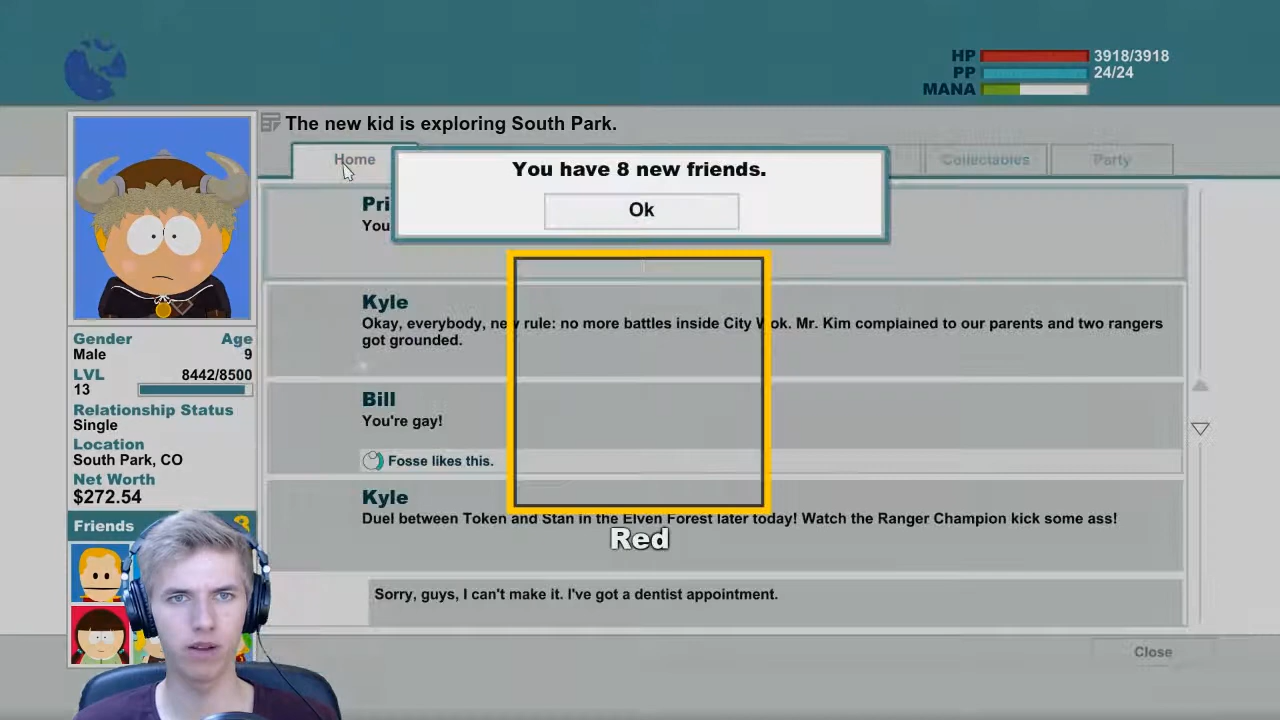 HP 3918/3918
PP 24/24
MANA
The new kid is exploring South Park.
Home
Collectables
Party
You have 8 new friends.
Ok
Pri
You
Kyle
Okay, everybody, new rule: no more battles inside City Wok. Mr. Kim complained to our parents and two rangers
got grounded.
Bill
You're gay!
Fosse likes this.
Kyle
Duel between Token and Stan in the Elven Forest later today! Watch the Ranger Champion kick some ass!
Red
Sorry, guys, I can't make it. I've got a dentist appointment.
Close
Gender Age
Male 9
LVL 8442/8500
13
Relationship Status
Single
Location
South Park, CO
Net Worth
$272.54
Friends